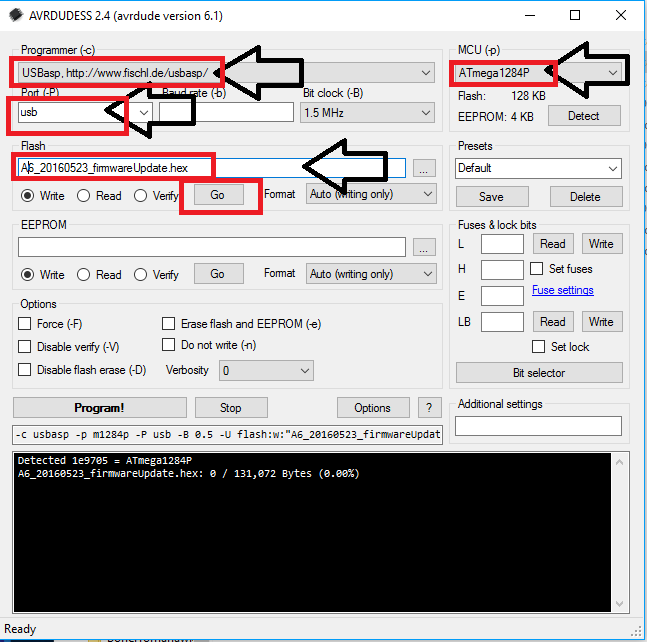 AVRDUDESS 2.4 (avrdude version 6.1)
Programmer (-c)
USBasp, http://www.fischl.de/usbasp/
Port (-P)
Baud rate (-b)
Bit clock (-B)
usb
1.5 MHz
MCU (-p)
ATmega1284P
Flash: 128 KB
EEPROM: 4 KB
Detect
Flash
A6_20160523_firmwareUpdate.hex
...
Write
Read
Verify
Go
Format
Auto (writing only)
Presets
Default
Save
Delete
EEPROM
...
Write
Read
Verify
Go
Format
Auto (writing only)
Fuses & lock bits
L
Read
Write
H
Set fuses
E
Fuse settings
LB
Read
Write
Set lock
Bit selector
Options
Force (-F)
Erase flash and EEPROM (-e)
Disable verify (-V)
Do not write (-n)
Disable flash erase (-D)
Verbosity
0
Program!
Stop
Options
?
Additional settings
-c usbasp -p m1284p -P usb -B 0.5 -U flash:w:"A6_20160523_firmwareUpdat
Detected 1e9705 = ATmega1284P
A6_20160523_firmwareUpdate.hex: 0 / 131,072 Bytes (0.00%)
Ready